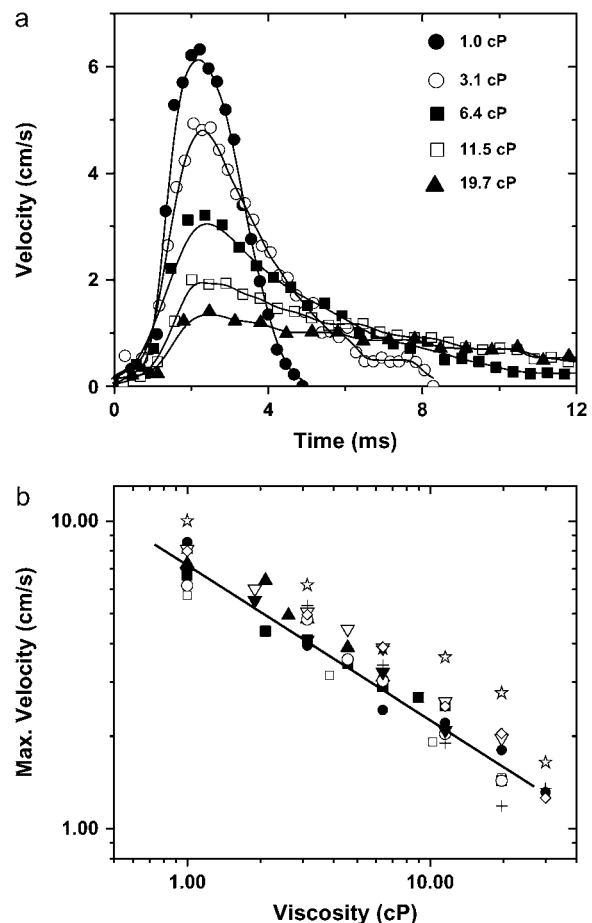 a
6
4
2
0
Velocity (cm/s)
1.0 cP
3.1 cP
6.4 cP
11.5 cP
19.7 cP
0
4
8
12
Time (ms)
b
10.00
1.00
Max. Velocity (cm/s)
1.00
10.00
Viscosity (cP)